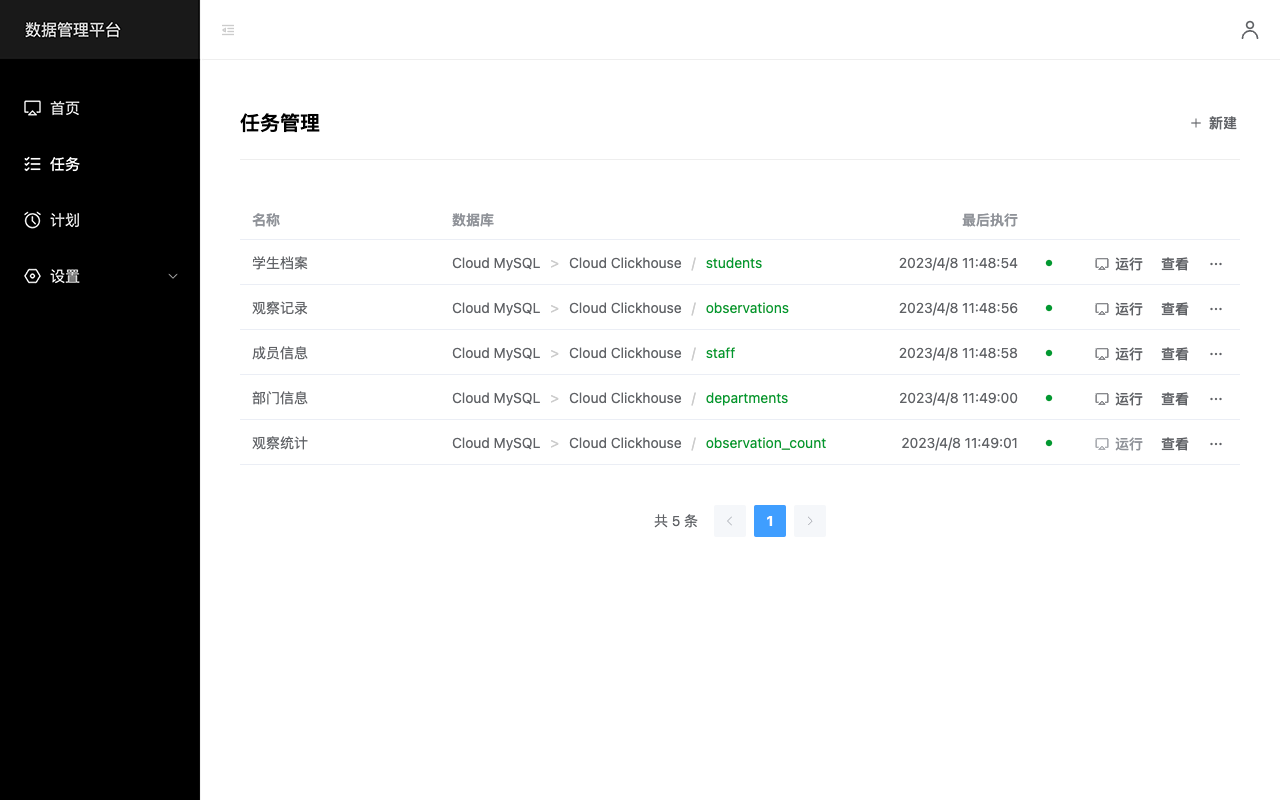 数据管理平台
首页
任务
计划
设置
任务管理
新建
名称 数据库 最后执行
学生档案 Cloud MySQL > Cloud Clickhouse / students 2023/4/8 11:48:54 运行 查看 ···
观察记录 Cloud MySQL > Cloud Clickhouse / observations 2023/4/8 11:48:56 运行 查看 ···
成员信息 Cloud MySQL > Cloud Clickhouse / staff 2023/4/8 11:48:58 运行 查看 ···
部门信息 Cloud MySQL > Cloud Clickhouse / departments 2023/4/8 11:49:00 运行 查看 ···
观察统计 Cloud MySQL > Cloud Clickhouse / observation_count 2023/4/8 11:49:01 运行 查看 ···
共 5 条 1